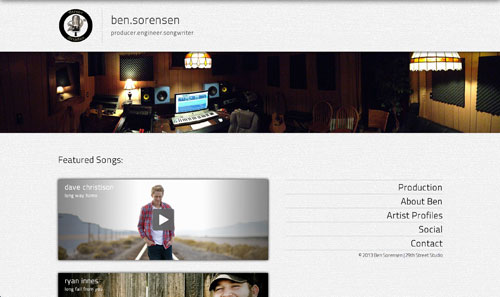 ben.sorensen
producer.engineer.songwriter
Featured Songs:
dave christison
long way home
Production
About Ben
Artist Profiles
Social
Contact
© 2013 Ben Sorensen | 29th Street Studio
ryan innes
long fall from you